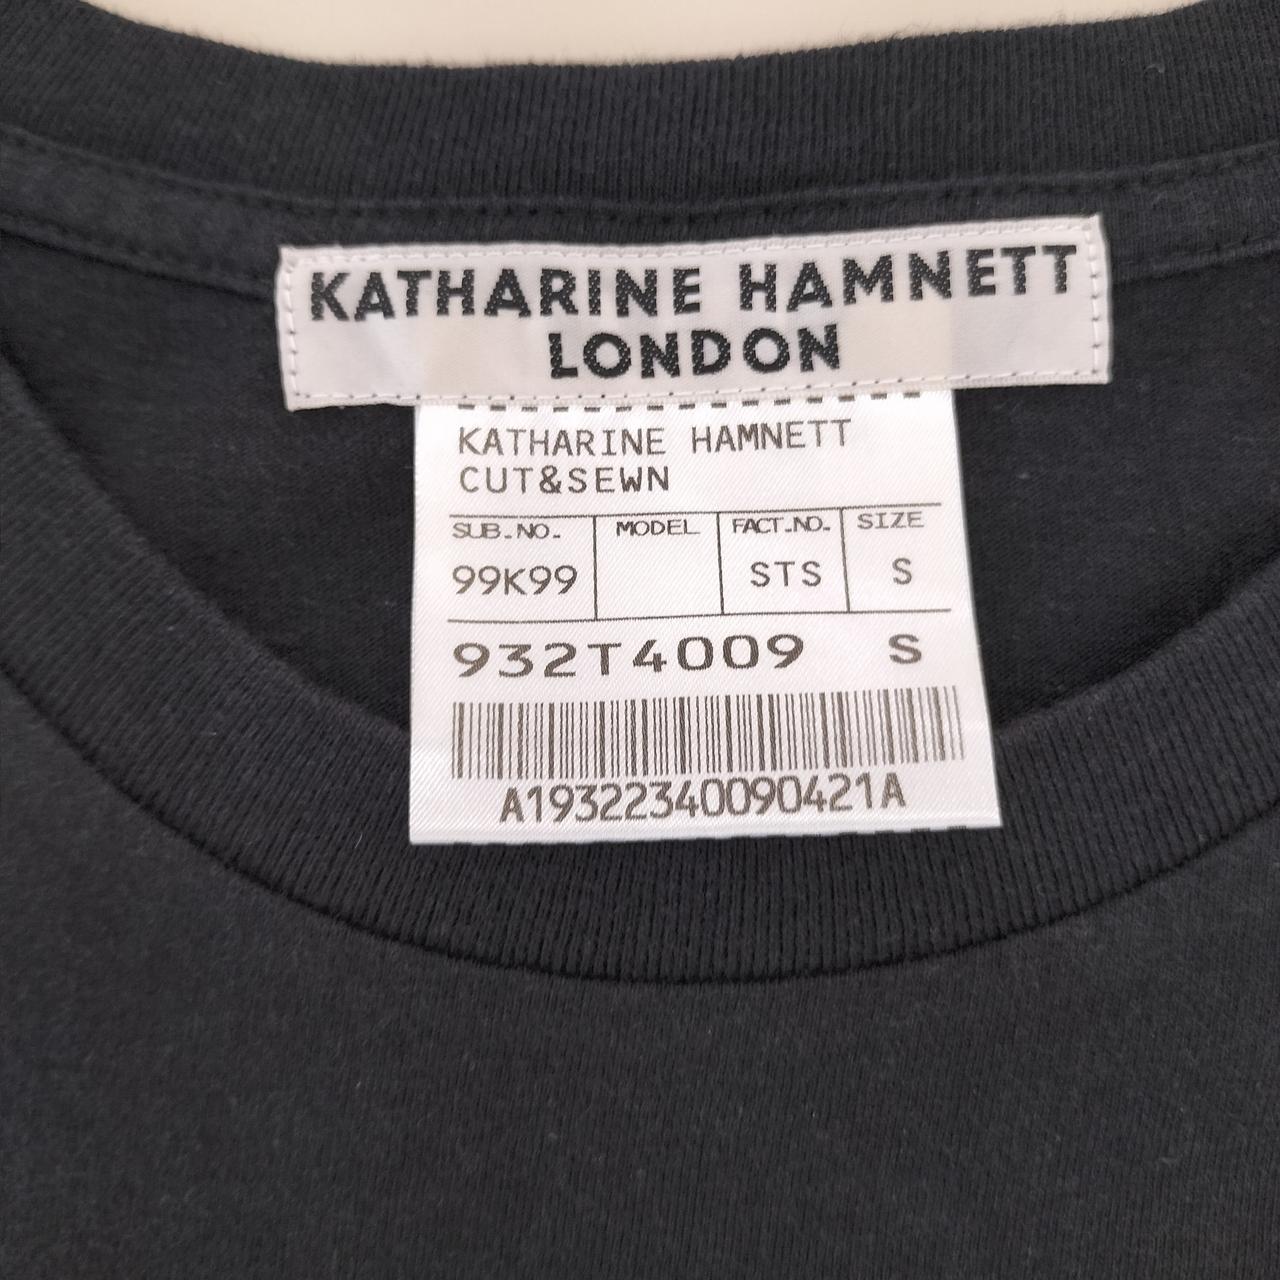 KATHARINE HAMNETT
LONDON
KATHARINE HAMNETT
CUT&SEWN
SUB.NO. MODEL FACT.NO. SIZE
99K99 STS S
932T4009 S
A19322340090421A